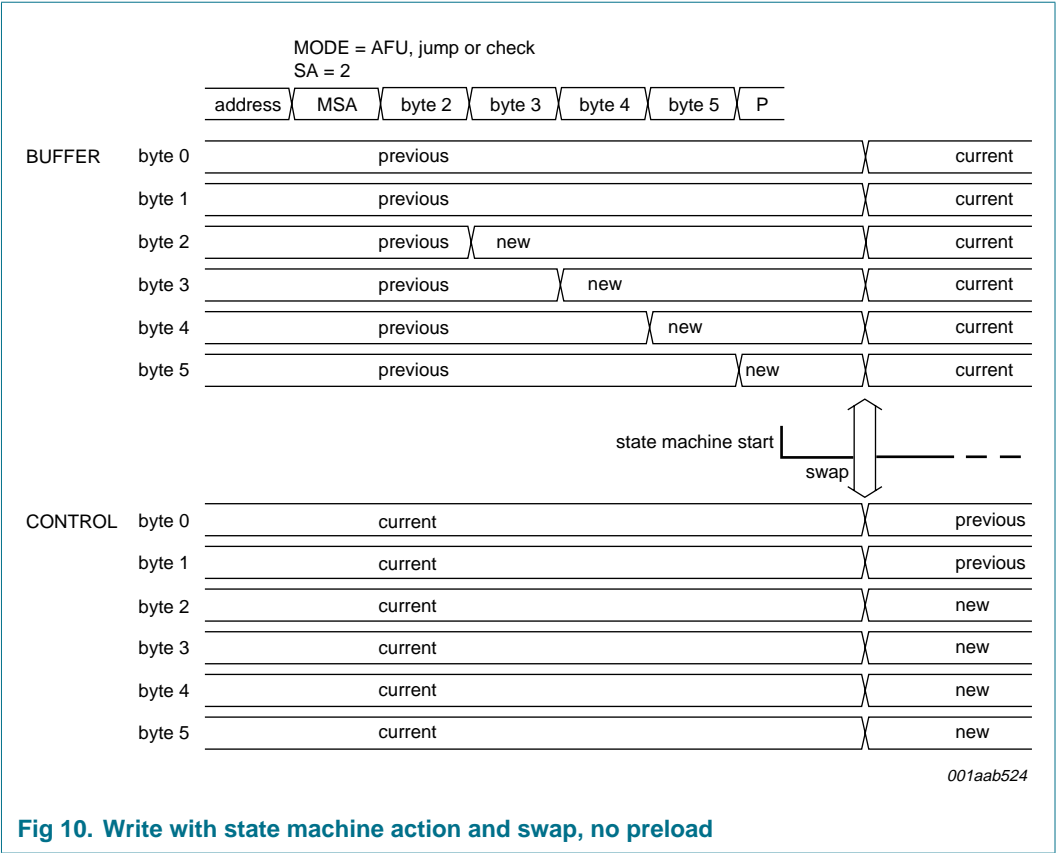 MODE = AFU, jump or check
SA = 2
address MSA byte 2 byte 3 byte 4 byte 5 P
BUFFER byte 0 previous current
byte 1 previous current
byte 2 previous new current
byte 3 previous new current
byte 4 previous new current
byte 5 previous new current
state machine start
swap
CONTROL byte 0 current previous
byte 1 current previous
byte 2 current new
byte 3 current new
byte 4 current new
byte 5 current new
001aab524
Fig 10. Write with state machine action and swap, no preload